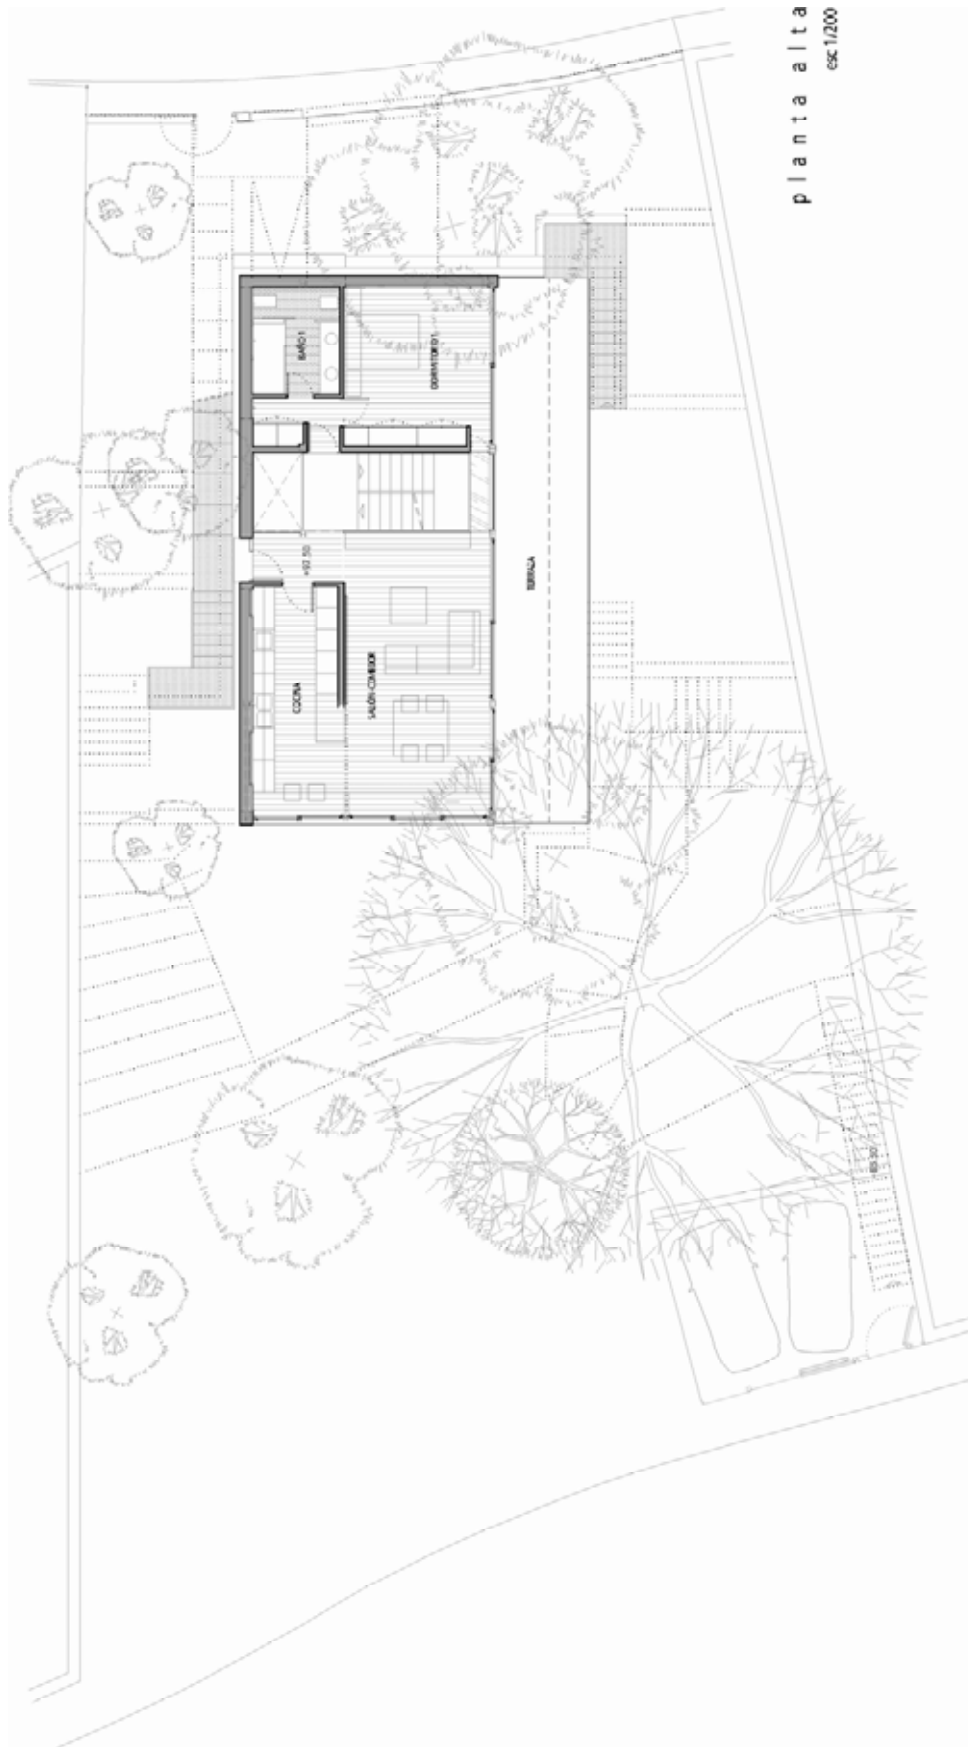 planta alta
esc 1/200
BAÑO 1
DORMITORIO 1
+92,50
COCINA
SALÓN-COMEDOR
TERRAZA